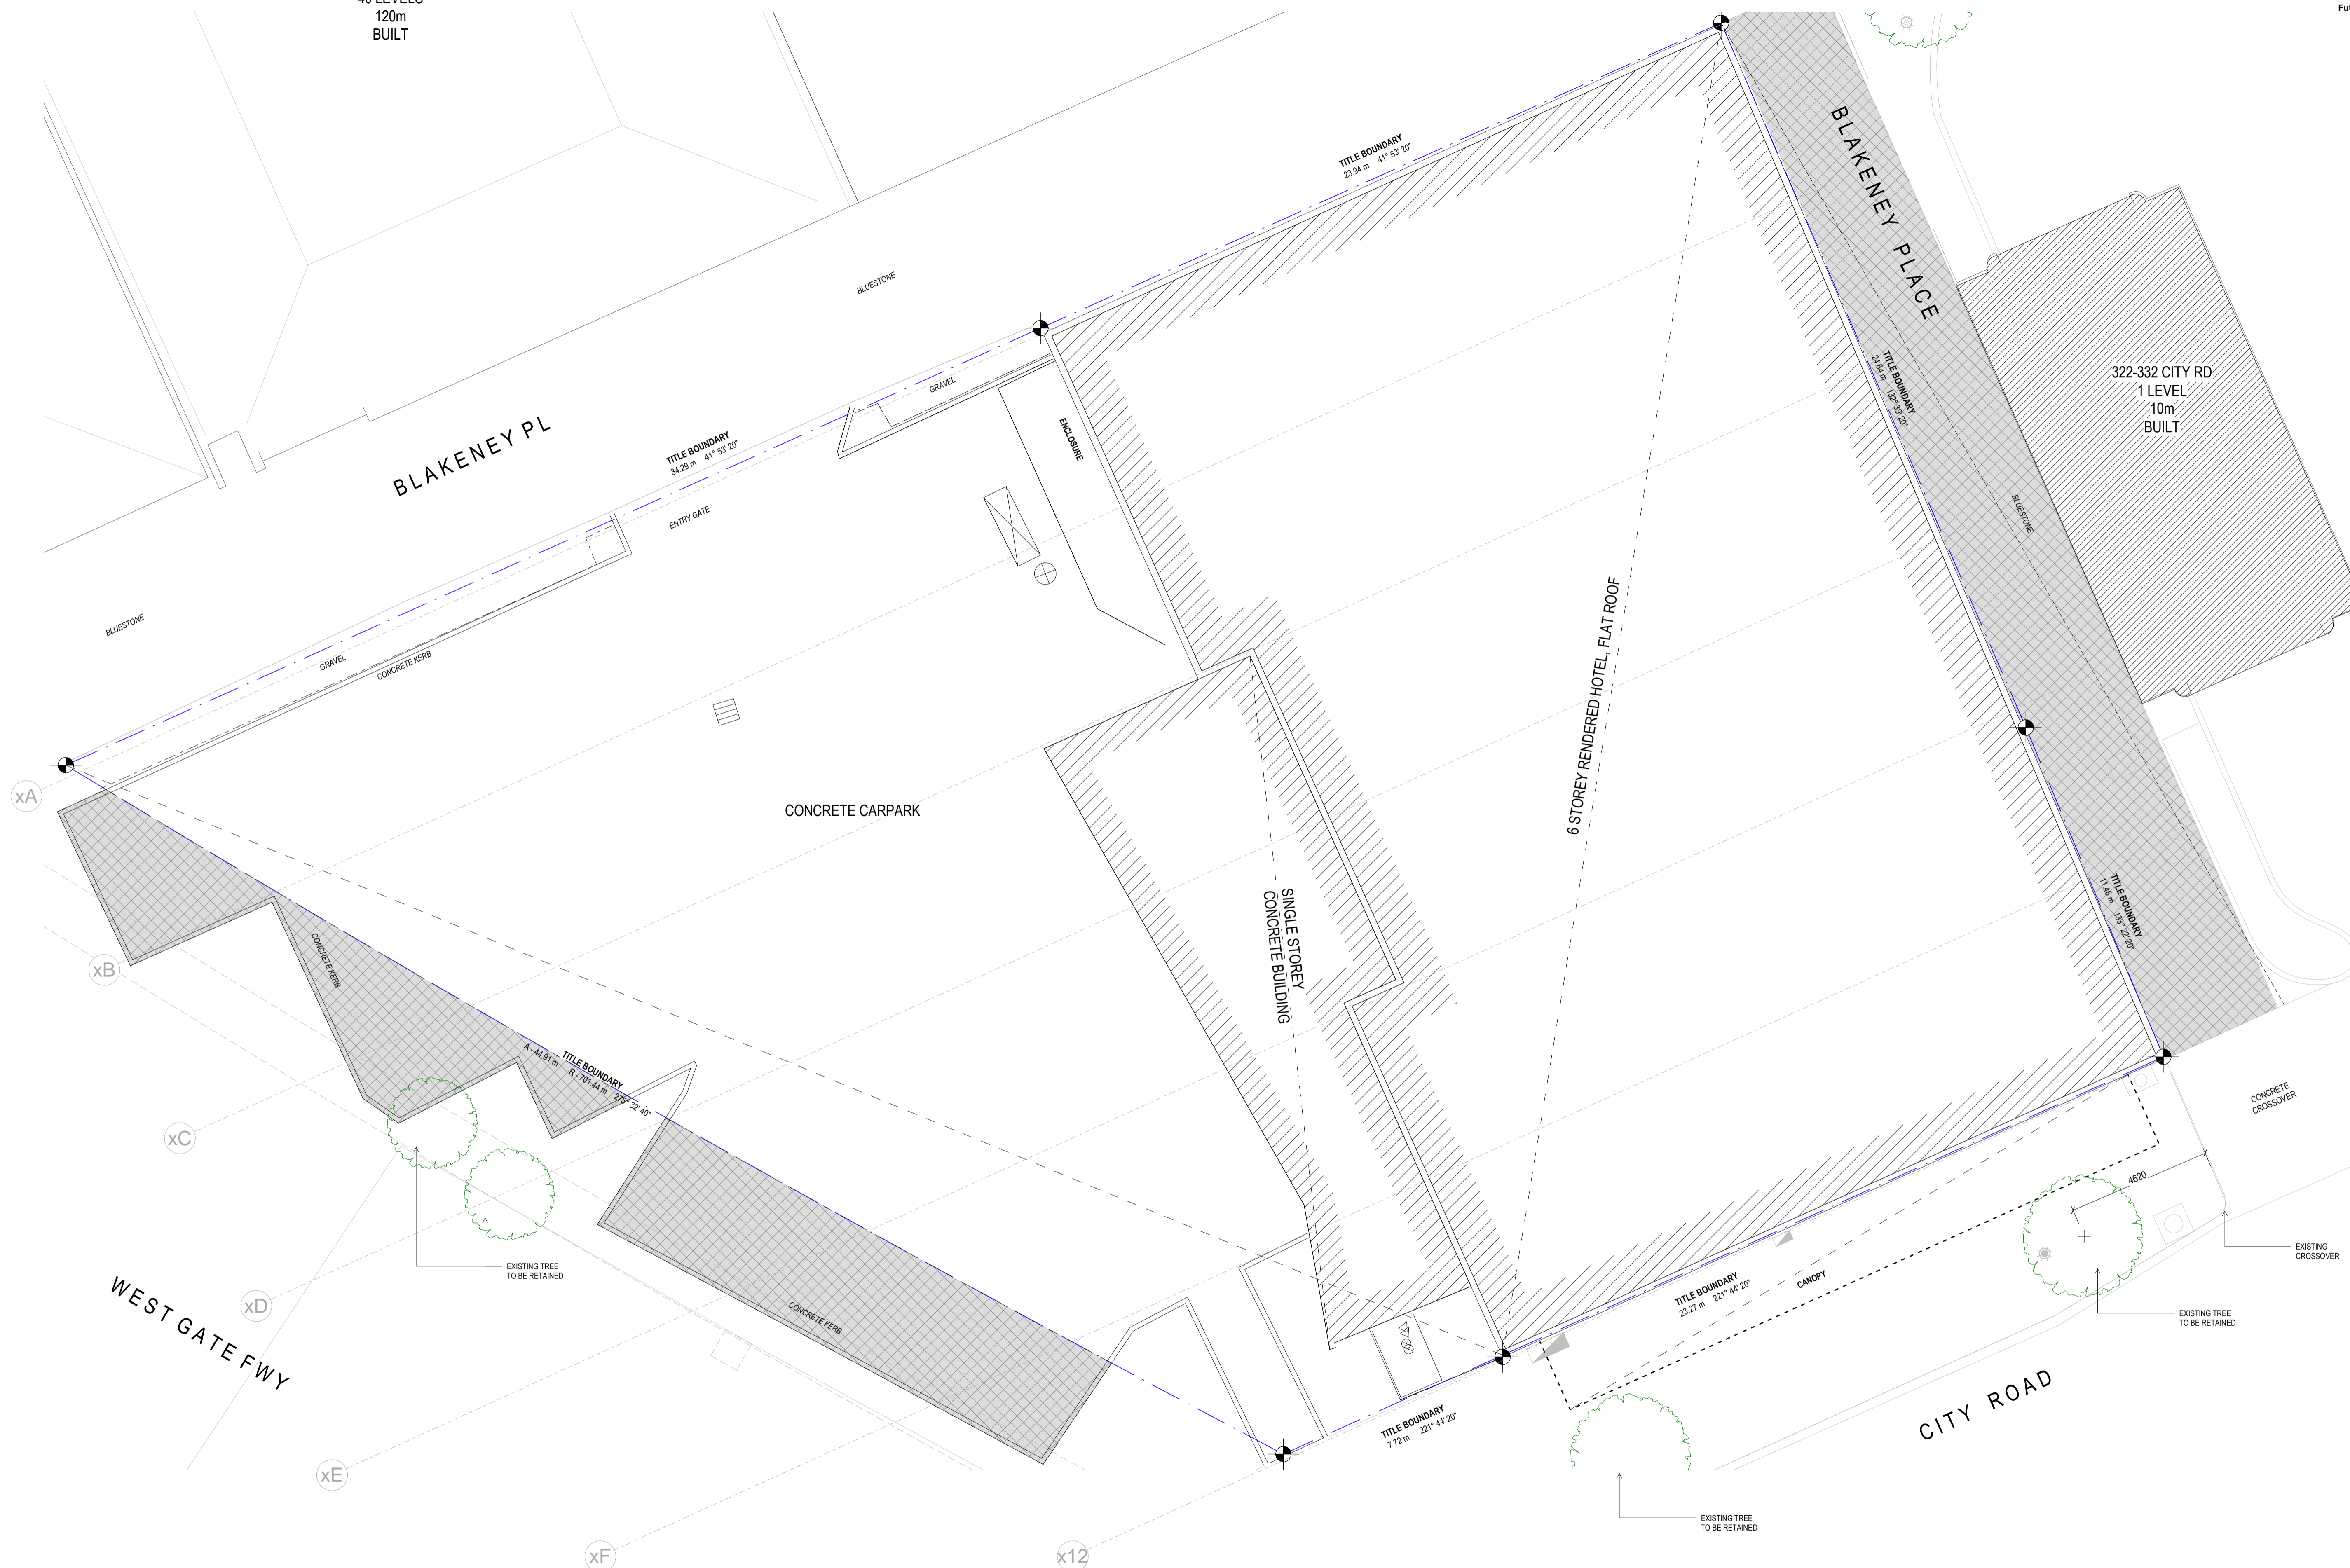 120m
BUILT
Fut
TITLE BOUNDARY
23.94 m 41° 53' 20"
BLAKENEY PLACE
BLUESTONE
322-332 CITY RD
1 LEVEL
10m
BUILT
TITLE BOUNDARY
24.64 m 132° 39' 20"
GRAVEL
ENCLOSURE
BLAKENEY PL
TITLE BOUNDARY
34.29 m 41° 53' 20"
ENTRY GATE
BLUESTONE
BLUESTONE
GRAVEL
CONCRETE KERB
6 STOREY RENDERED HOTEL, FLAT ROOF
xA
CONCRETE CARPARK
SINGLE STOREY
CONCRETE BUILDING
TITLE BOUNDARY
11.46 m 133° 22' 20"
xB
CONCRETE KERB
TITLE BOUNDARY
A - 44.91 m R - 701.44 m 275° 32' 40"
xC
CONCRETE
CROSSOVER
4620
EXISTING
CROSSOVER
EXISTING TREE
TO BE RETAINED
WEST GATE FWY
xD
CONCRETE KERB
TITLE BOUNDARY
23.27 m 221° 44' 20"
CANOPY
EXISTING TREE
TO BE RETAINED
CITY ROAD
TITLE BOUNDARY
7.72 m 221° 44' 20"
xE
EXISTING TREE
TO BE RETAINED
xF
x12